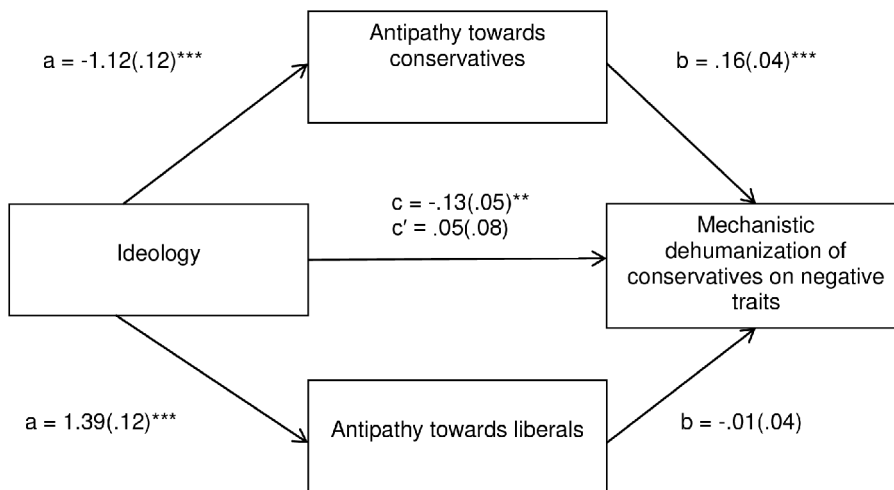 a = -1.12(.12)***
Antipathy towards
conservatives
b = .16(.04)***
Ideology
c = -.13(.05)**
c′ = .05(.08)
Mechanistic
dehumanization of
conservatives on negative
traits
a = 1.39(.12)***
Antipathy towards liberals
b = -.01(.04)